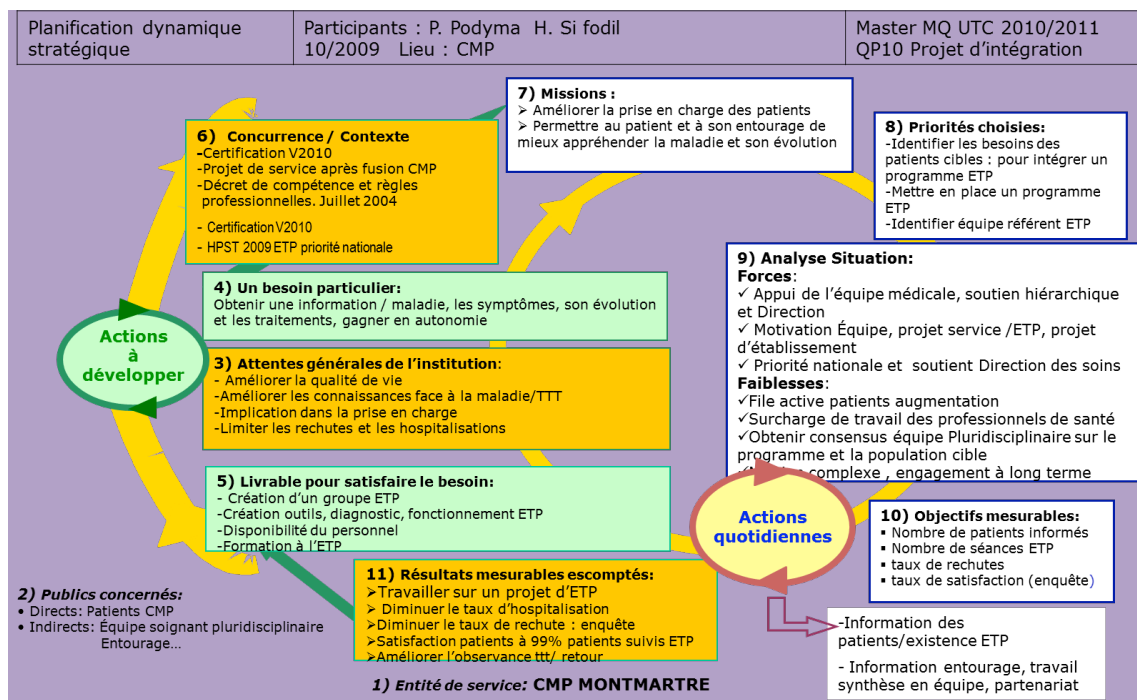 Planification dynamique
stratégique
Participants : P. Podyma H. Si fodil
10/2009 Lieu : CMP
Master MQ UTC 2010/2011
QP10 Projet d'intégration
7) Missions :
➢ Améliorer la prise en charge des patients
➢ Permettre au patient et à son entourage de
mieux appréhender la maladie et son évolution
6) Concurrence / Contexte
-Certification V2010
-Projet de service après fusion CMP
-Décret de compétence et règles
professionnelles. Juillet 2004
- Certification V2010
- HPST 2009 ETP priorité nationale
8) Priorités choisies:
-Identifier les besoins des
patients cibles : pour intégrer un
programme ETP
-Mettre en place un programme
ETP
-Identifier équipe référent ETP
4) Un besoin particulier:
Obtenir une information / maladie, les symptômes, son évolution
et les traitements, gagner en autonomie
9) Analyse Situation:
Forces:
✓ Appui de l'équipe médicale, soutien hiérarchique
et Direction
✓ Motivation Équipe, projet service /ETP, projet
d'établissement
✓ Priorité nationale et soutient Direction des soins
Faiblesses:
✓File active patients augmentation
✓Surcharge de travail des professionnels de santé
✓Obtenir consensus équipe Pluridisciplinaire sur le
programme et la population cible
complexe , engagement à long terme
Actions
à
développer
3) Attentes générales de l'institution:
- Améliorer la qualité de vie
-Améliorer les connaissances face à la maladie/TTT
-Implication dans la prise en charge
-Limiter les rechutes et les hospitalisations
5) Livrable pour satisfaire le besoin:
- Création d'un groupe ETP
-Création outils, diagnostic, fonctionnement ETP
-Disponibilité du personnel
-Formation à l'ETP
Actions
quotidiennes
10) Objectifs mesurables:
▪ Nombre de patients informés
▪ Nombre de séances ETP
▪ taux de rechutes
▪ taux de satisfaction (enquête)
11) Résultats mesurables escomptés:
➢Travailler sur un projet d'ETP
➢ Diminuer le taux d'hospitalisation
➢Diminuer le taux de rechute : enquête
➢Satisfaction patients à 99% patients suivis ETP
➢Améliorer l'observance ttt/ retour
2) Publics concernés:
• Directs: Patients CMP
• Indirects: Équipe soignant pluridisciplinaire
Entourage…
-Information des
patients/existence ETP
- Information entourage, travail
synthèse en équipe, partenariat
1) Entité de service: CMP MONTMARTRE